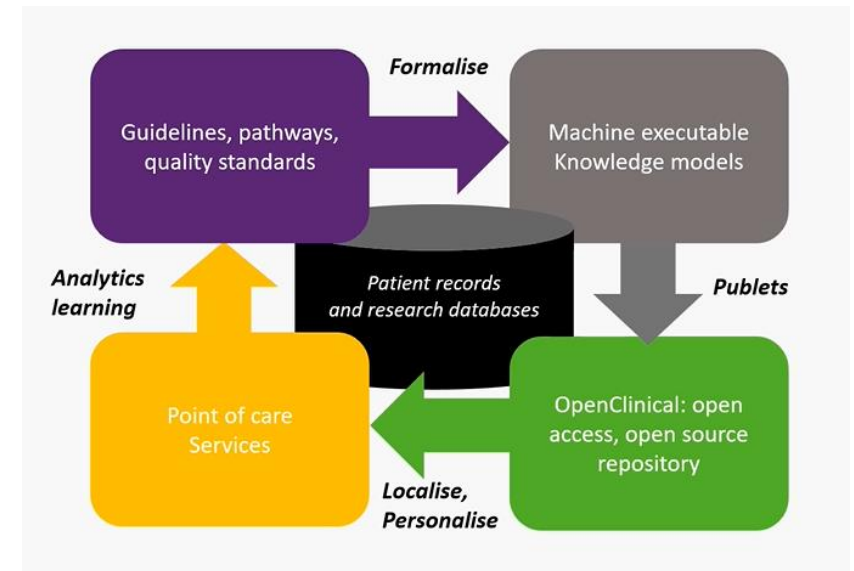 Formalise
Guidelines, pathways,
quality standards
Machine executable
Knowledge models
Analytics
learning
Patient records
and research databases
Publets
Point of care
Services
OpenClinical: open
access, open source
repository
Localise,
Personalise